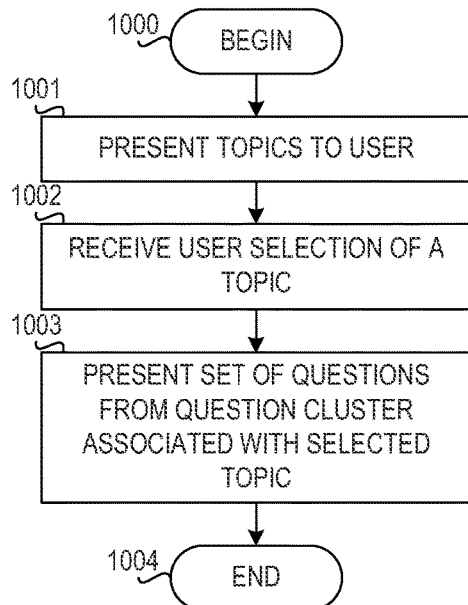 1000
BEGIN
1001
PRESENT TOPICS TO USER
1002
RECEIVE USER SELECTION OF A
TOPIC
1003
PRESENT SET OF QUESTIONS
FROM QUESTION CLUSTER
ASSOCIATED WITH SELECTED
TOPIC
1004
END